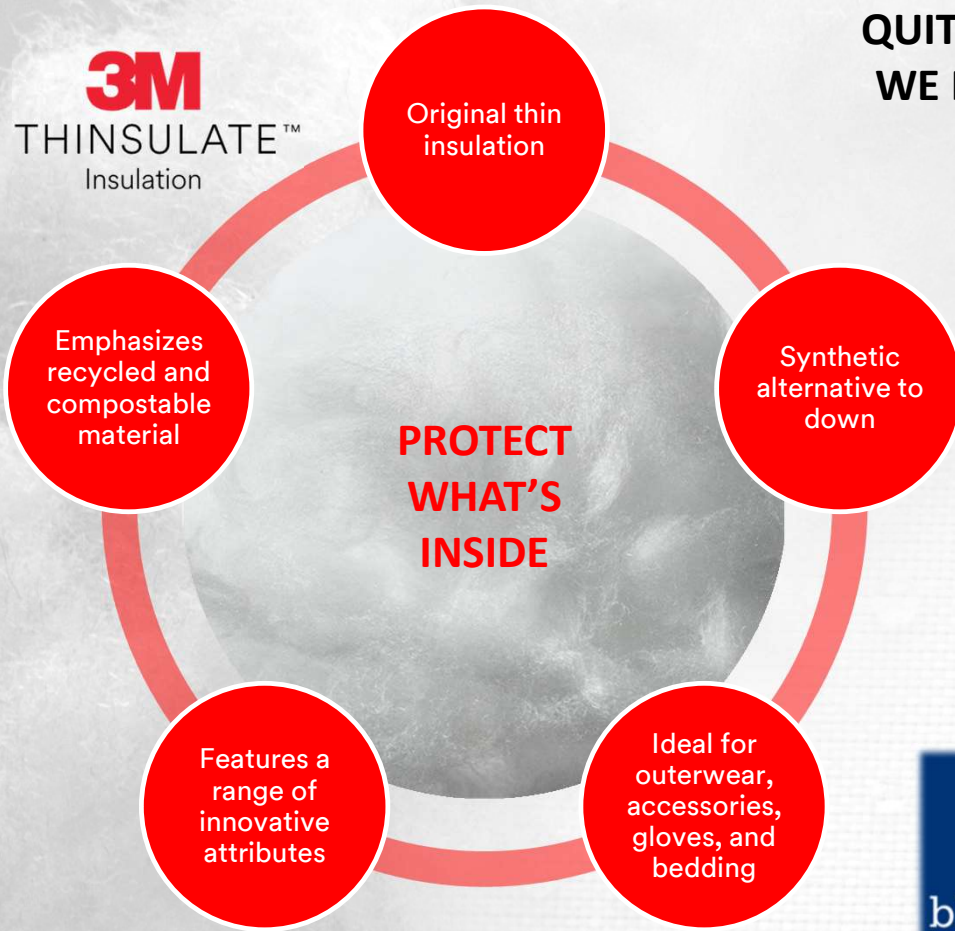 3M
THINSULATE™
Insulation
WE
Original thin
insulation
Synthetic
alternative to
down
Ideal for
outerwear,
accessories,
gloves, and
bedding
Features a
range of
innovative
attributes
Emphasizes
recycled and
compostable
material
PROTECT
WHAT’S
INSIDE